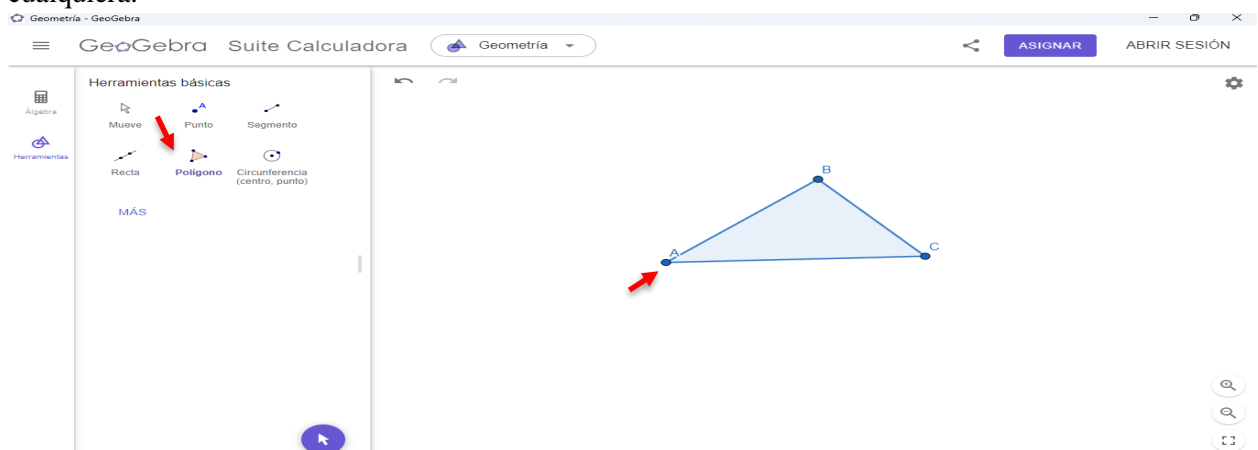 cualquiera.
Geometría - GeoGebra
GeoGebra Suite Calculadora Geometría ASIGNAR ABRIR SESIÓN
Herramientas básicas
Álgebra
Mueve Punto Segmento
Herramientas
Recta Polígono Circunferencia
(centro, punto)
MÁS
A
B
A
C